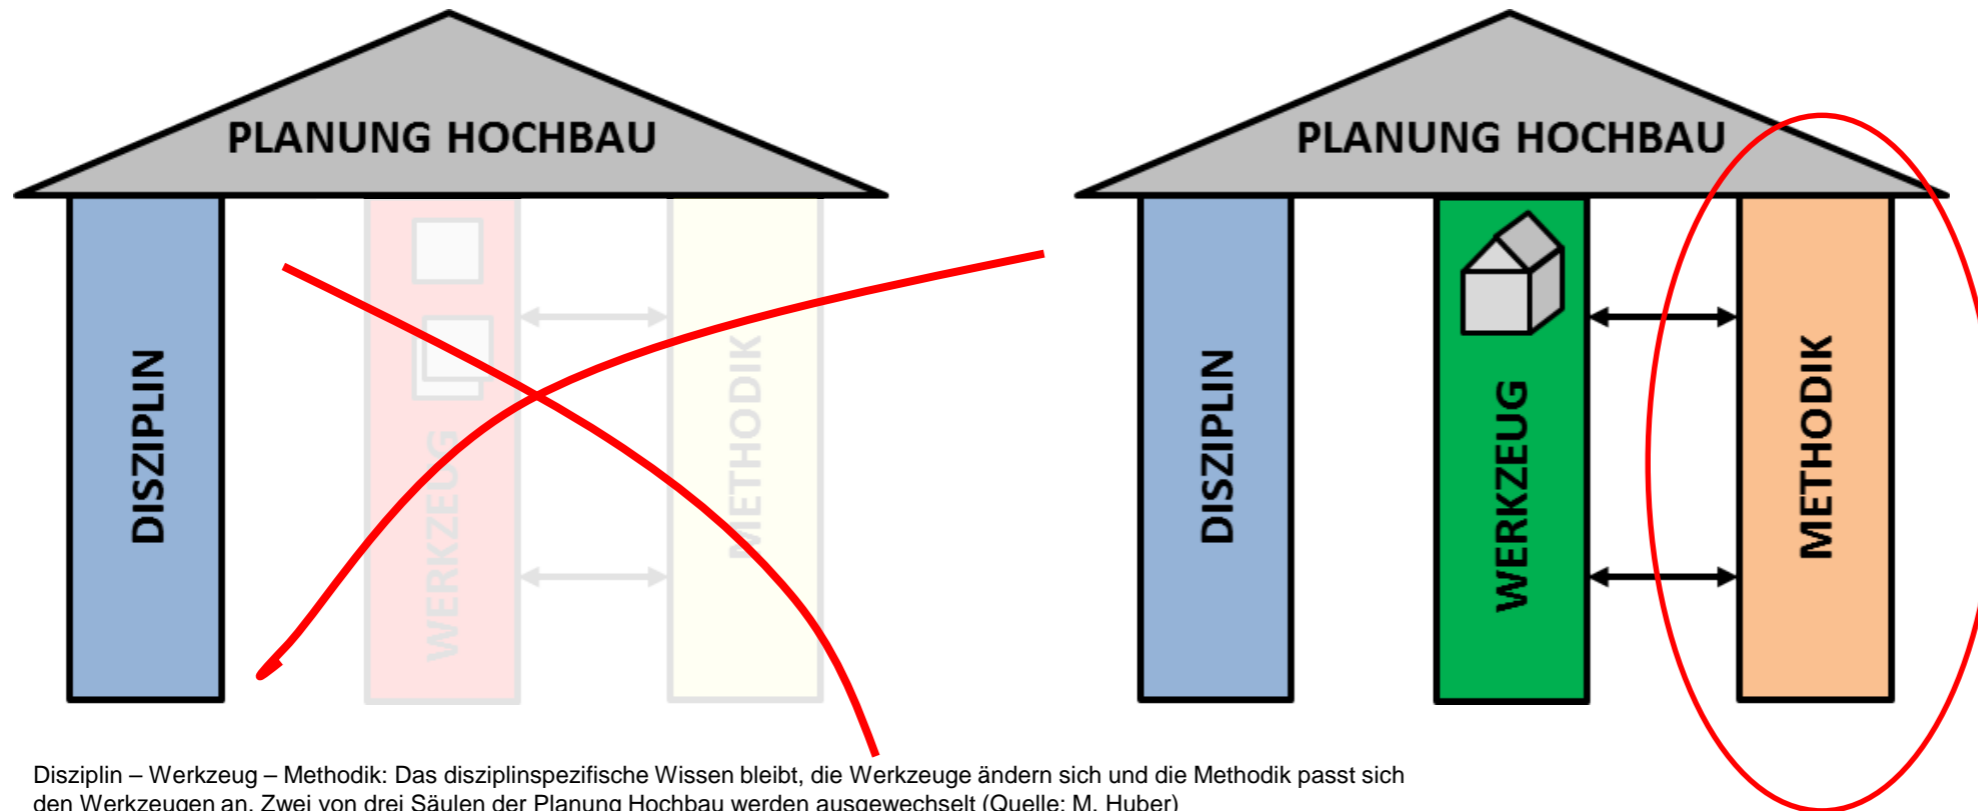 PLANUNG HOCHBAU
DISZIPLIN
WERKZEUG
METHODIK
PLANUNG HOCHBAU
DISZIPLIN
WERKZEUG
METHODIK
Disziplin – Werkzeug – Methodik: Das disziplinspezifische Wissen bleibt, die Werkzeuge ändern sich und die Methodik passt sich
den Werkzeugen an. Zwei von drei Säulen der Planung Hochbau werden ausgewechselt (Quelle: M. Huber)